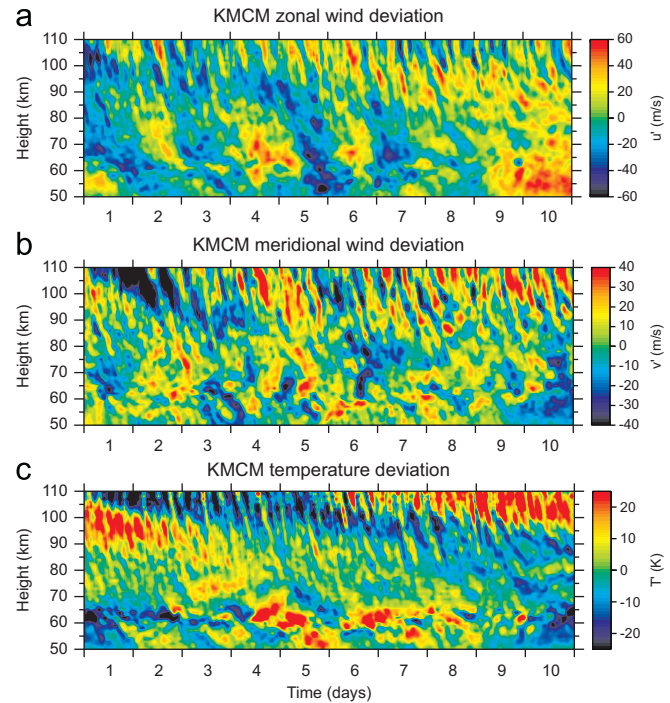 a
KMCM zonal wind deviation
110
100
90
80
70
60
50
Height (km)
1 2 3 4 5 6 7 8 9 10
60
40
20
0
-20
-40
-60
u' (m/s)
b
KMCM meridional wind deviation
110
100
90
80
70
60
50
Height (km)
1 2 3 4 5 6 7 8 9 10
40
30
20
10
0
-10
-20
-30
-40
v' (m/s)
c
KMCM temperature deviation
110
100
90
80
70
60
50
Height (km)
1 2 3 4 5 6 7 8 9 10
Time (days)
20
10
0
-10
-20
T' (K)